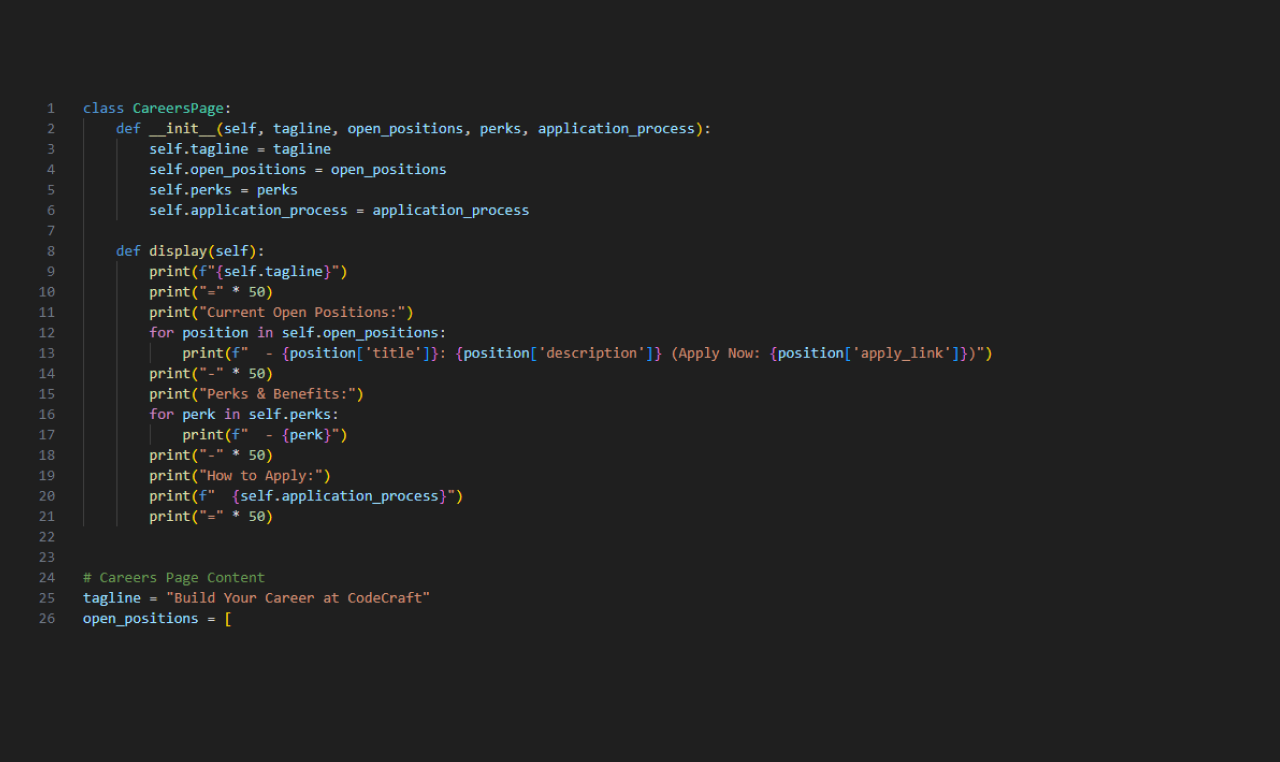 1 class CareersPage:
2     def __init__(self, tagline, open_positions, perks, application_process):
3         self.tagline = tagline
4         self.open_positions = open_positions
5         self.perks = perks
6         self.application_process = application_process
7
8     def display(self):
9         print(f"{self.tagline}")
10         print("=" * 50)
11         print("Current Open Positions:")
12         for position in self.open_positions:
13             print(f"  - {position['title']}: {position['description']} (Apply Now: {position['apply_link']})")
14         print("-" * 50)
15         print("Perks & Benefits:")
16         for perk in self.perks:
17             print(f"  - {perk}")
18         print("-" * 50)
19         print("How to Apply:")
20         print(f"  {self.application_process}")
21         print("=" * 50)
22
23
24 # Careers Page Content
25 tagline = "Build Your Career at CodeCraft"
26 open_positions = [